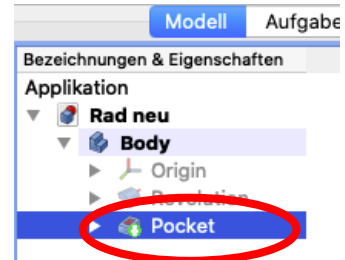 Modell Aufgabe
Bezeichnungen & Eigenschaften
Applikation
Rad neu
Body
Origin
Revolution
Pocket